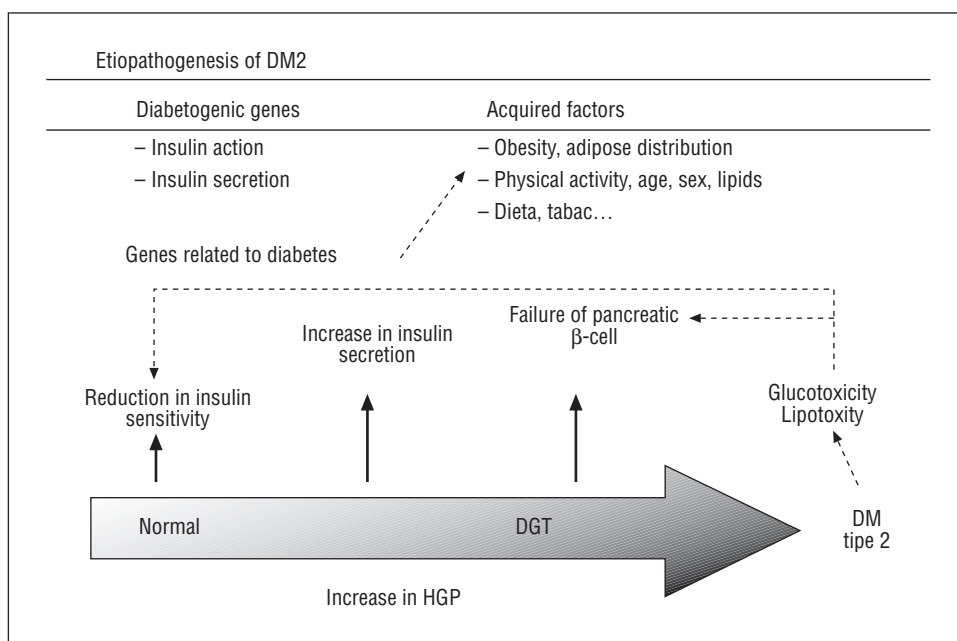 Etiopathogenesis of DM2
Diabetogenic genes
Acquired factors
– Insulin action
– Insulin secretion
– Obesity, adipose distribution
– Physical activity, age, sex, lipids
– Dieta, tabac…
Genes related to diabetes
Failure of pancreatic
β-cell
Increase in insulin
secretion
Reduction in insulin
sensitivity
Glucotoxicity
Lipotoxity
Normal
DGT
DM
tipe 2
Increase in HGP